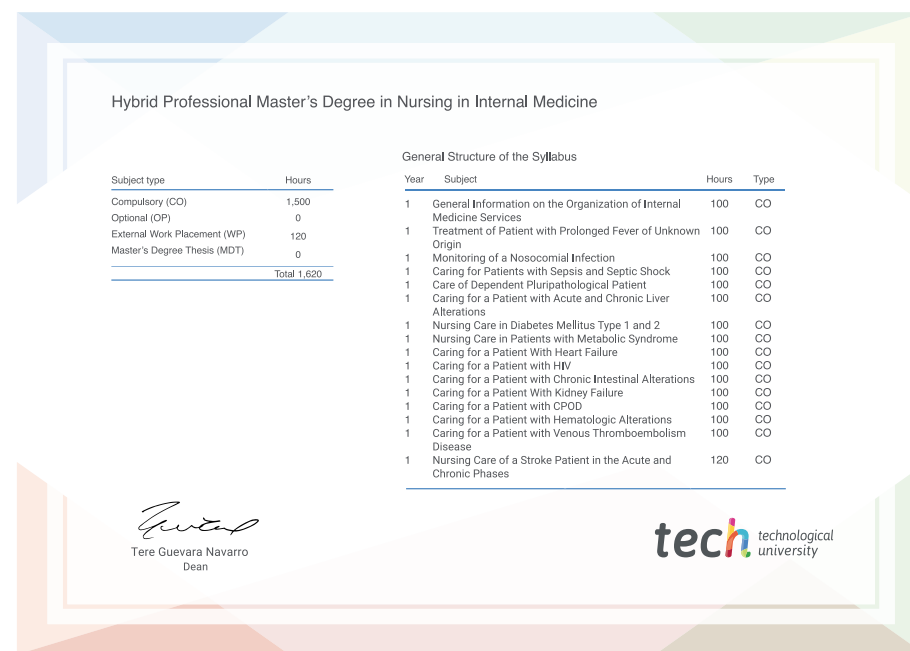 Hybrid Professional Master's Degree in Nursing in Internal Medicine
Subject type Hours
Compulsory (CO) 1,500
Optional (OP) 0
External Work Placement (WP) 120
Master's Degree Thesis (MDT) 0
Total 1,620
General Structure of the Syllabus
Year Subject Hours Type
1 General Information on the Organization of Internal 100 CO
Medicine Services
1 Treatment of Patient with Prolonged Fever of Unknown 100 CO
Origin
1 Monitoring of a Nosocomial Infection 100 CO
1 Caring for Patients with Sepsis and Septic Shock 100 CO
1 Care of Dependent Pluripathological Patient 100 CO
1 Caring for a Patient with Acute and Chronic Liver 100 CO
Alterations
1 Nursing Care in Diabetes Mellitus Type 1 and 2 100 CO
1 Nursing Care in Patients with Metabolic Syndrome 100 CO
1 Caring for a Patient With Heart Failure 100 CO
1 Caring for a Patient with HIV 100 CO
1 Caring for a Patient with Chronic Intestinal Alterations 100 CO
1 Caring for a Patient With Kidney Failure 100 CO
1 Caring for a Patient with CPOD 100 CO
1 Caring for a Patient with Hematologic Alterations 100 CO
1 Caring for a Patient with Venous Thromboembolism 100 CO
Disease
1 Nursing Care of a Stroke Patient in the Acute and 120 CO
Chronic Phases
Tere Guevara Navarro
Dean
tech technological
university